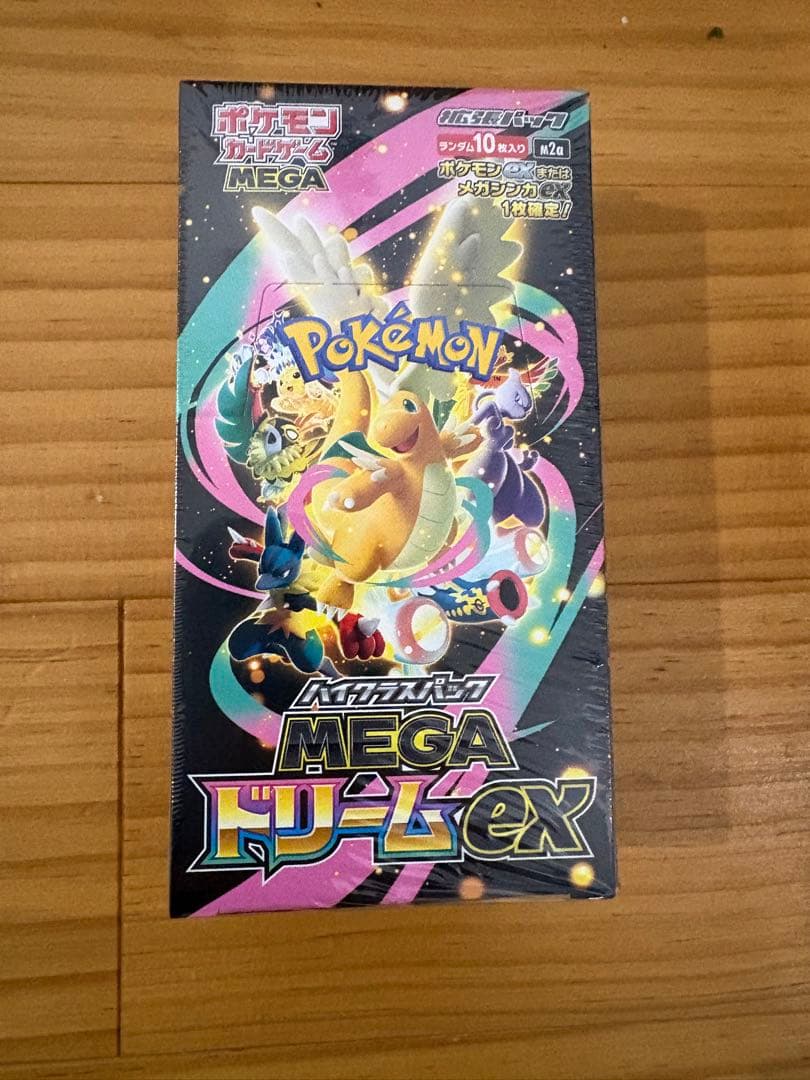 ポケモン
カードゲーム
MEGA
拡張パック
ランダム10枚入り
M2a
ポケモンexまたは
メガシンカex
1枚確定!
POKéMON
TM
ハイクラスパック
MEGA
ドリームex